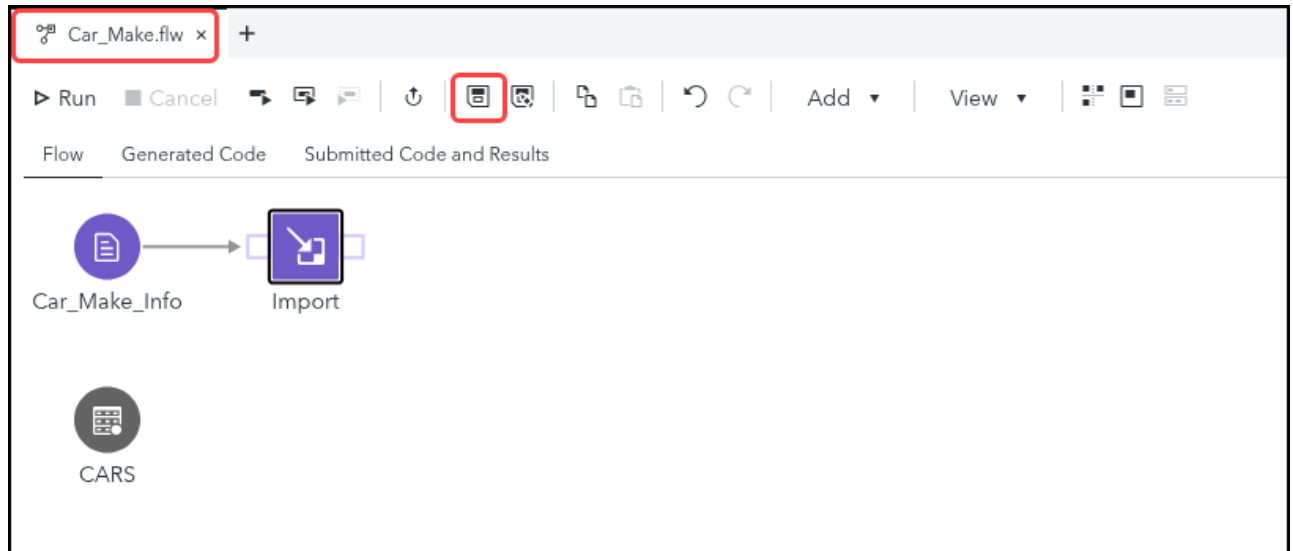 Car_Make.flw × +
Run Cancel Add View
Flow Generated Code Submitted Code and Results
Car_Make_Info Import
CARS